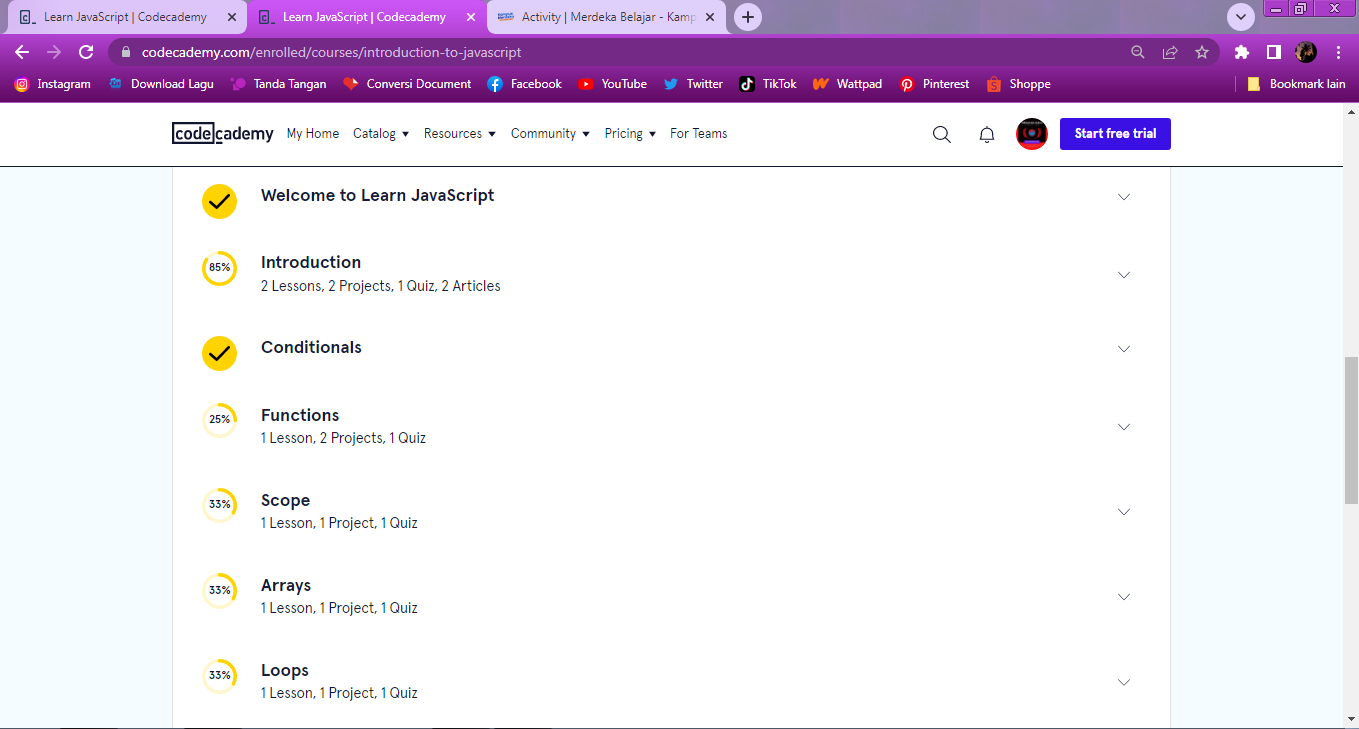 Learn JavaScript | Codecademy
Learn JavaScript | Codecademy
Activity | Merdeka Belajar - Kamp
codecademy.com/enrolled/courses/introduction-to-javascript
Instagram Download Lagu Tanda Tangan Conversi Document Facebook YouTube Twitter TikTok Wattpad Pinterest Shoppe Bookmark lain
codecademy My Home Catalog Resources Community Pricing For Teams Start free trial
Welcome to Learn JavaScript
85% Introduction
2 Lessons, 2 Projects, 1 Quiz, 2 Articles
Conditionals
25% Functions
1 Lesson, 2 Projects, 1 Quiz
33% Scope
1 Lesson, 1 Project, 1 Quiz
33% Arrays
1 Lesson, 1 Project, 1 Quiz
33% Loops
1 Lesson, 1 Project, 1 Quiz